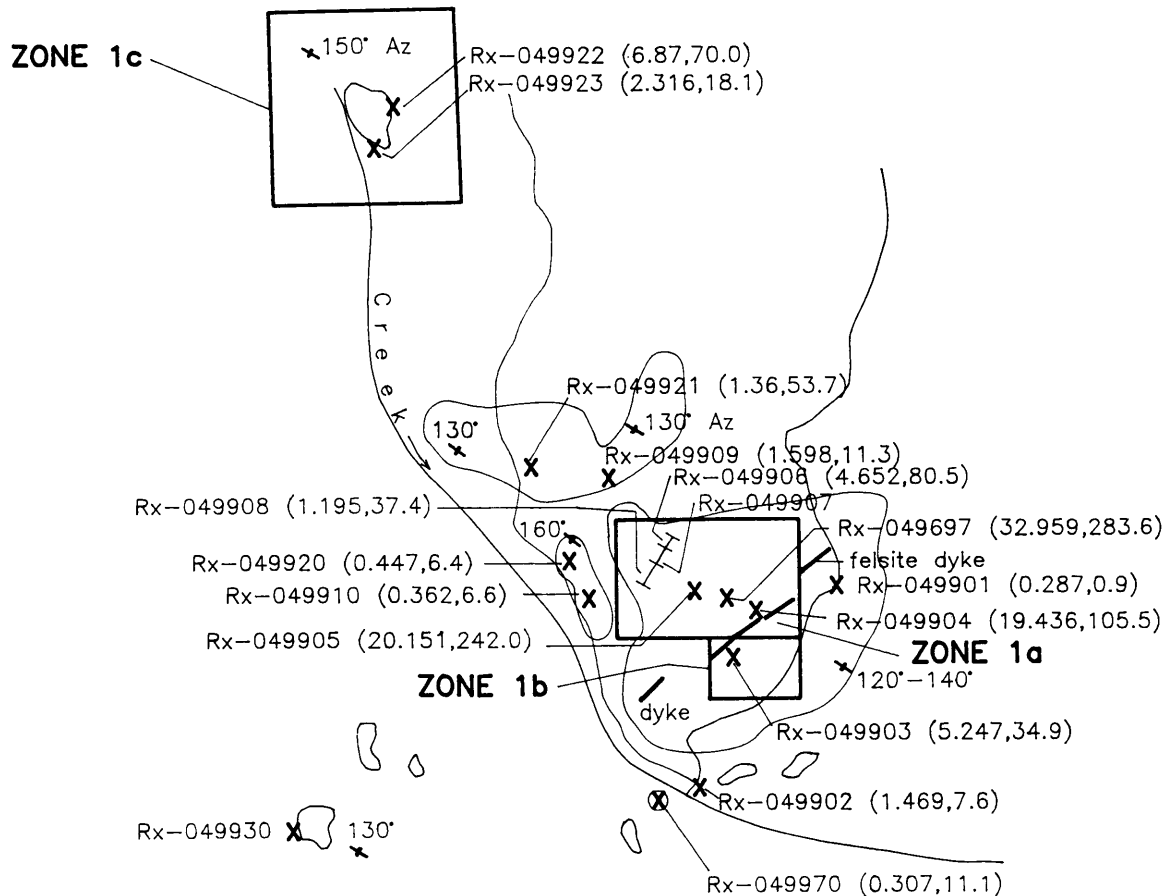 ZONE 1c
150° Az
Rx-049922 (6.87,70.0)
Rx-049923 (2.316,18.1)
Creek
Rx-049921 (1.36,53.7)
130°
130° Az
Rx-049909 (1.598,11.3)
Rx-049906 (4.652,80.5)
Rx-049907
Rx-049908 (1.195,37.4)
160°
Rx-049697 (32.959,283.6)
felsite dyke
Rx-049920 (0.447,6.4)
Rx-049901 (0.287,0.9)
Rx-049910 (0.362,6.6)
Rx-049904 (19.436,105.5)
Rx-049905 (20.151,242.0)
ZONE 1a
ZONE 1b
120°-140°
dyke
Rx-049903 (5.247,34.9)
Rx-049902 (1.469,7.6)
Rx-049930
130°
Rx-049970 (0.307,11.1)